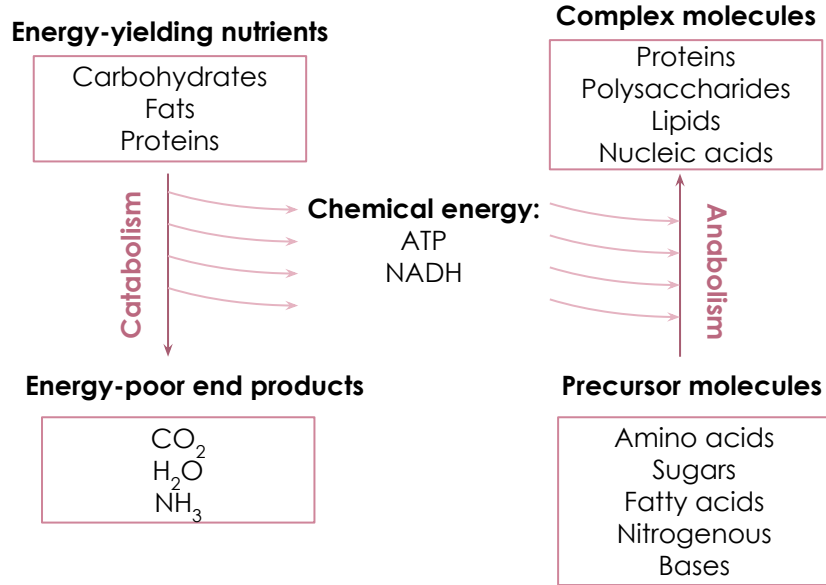 Energy-yielding nutrients
Carbohydrates
Fats
Proteins
Catabolism
Energy-poor end products
CO₂
H₂O
NH₃
Chemical energy:
ATP
NADH
Complex molecules
Proteins
Polysaccharides
Lipids
Nucleic acids
Anabolism
Precursor molecules
Amino acids
Sugars
Fatty acids
Nitrogenous
Bases